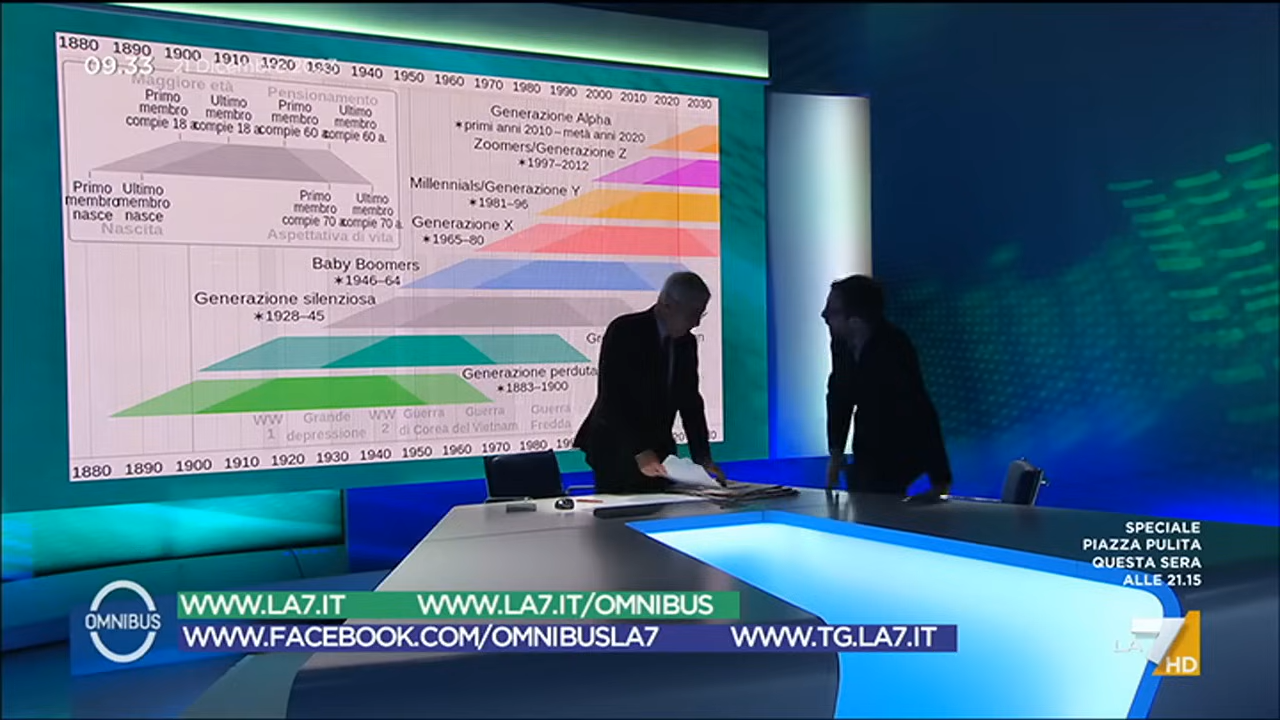 1880 1890 1900 1910 1920 1930 1940 1950 1960 1970 1980 1990 2000 2010 2020 2030
09.33
Maggiore età
Pensionamento
Primo membro compie 18 a.
Ultimo membro compie 18 a.
Primo membro compie 60 a.
Ultimo membro compie 60 a.
Primo membro nasce
Ultimo membro nasce
Primo membro compie 70 a.
Ultimo membro compie 70 a.
Nascita
Aspettativa di vita
Generazione Alpha
✶primi anni 2010–metà anni 2020
Zoomers/Generazione Z
✶1997–2012
Millennials/Generazione Y
✶1981–96
Generazione X
✶1965–80
Baby Boomers
✶1946–64
Generazione silenziosa
✶1928–45
Generazione perduta
✶1883–1900
WW 1
Grande depressione
WW 2
Guerra di Corea
Guerra del Vietnam
Guerra Fredda
1880 1890 1900 1910 1920 1930 1940 1950 1960 1970 1980
SPECIALE
PIAZZA PULITA
QUESTA SERA
ALLE 21.15
OMNIBUS
WWW.LA7.IT WWW.LA7.IT/OMNIBUS
WWW.FACEBOOK.COM/OMNIBUSLA7 WWW.TG.LA7.IT
LA7
HD